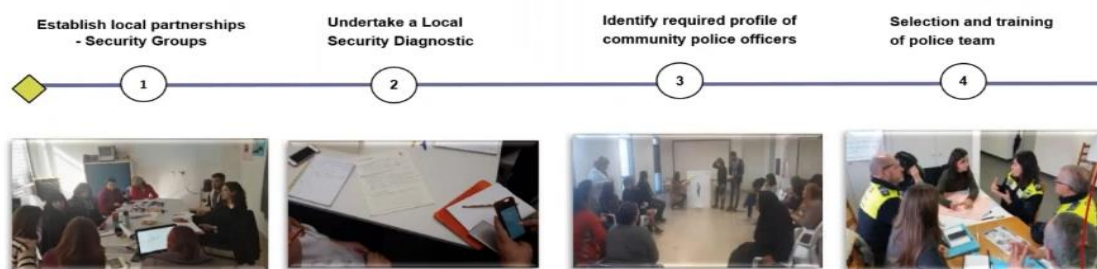 Establish local partnerships
- Security Groups
Undertake a Local
Security Diagnostic
Identify required profile of
community police officers
Selection and training
of police team
1
2
3
4